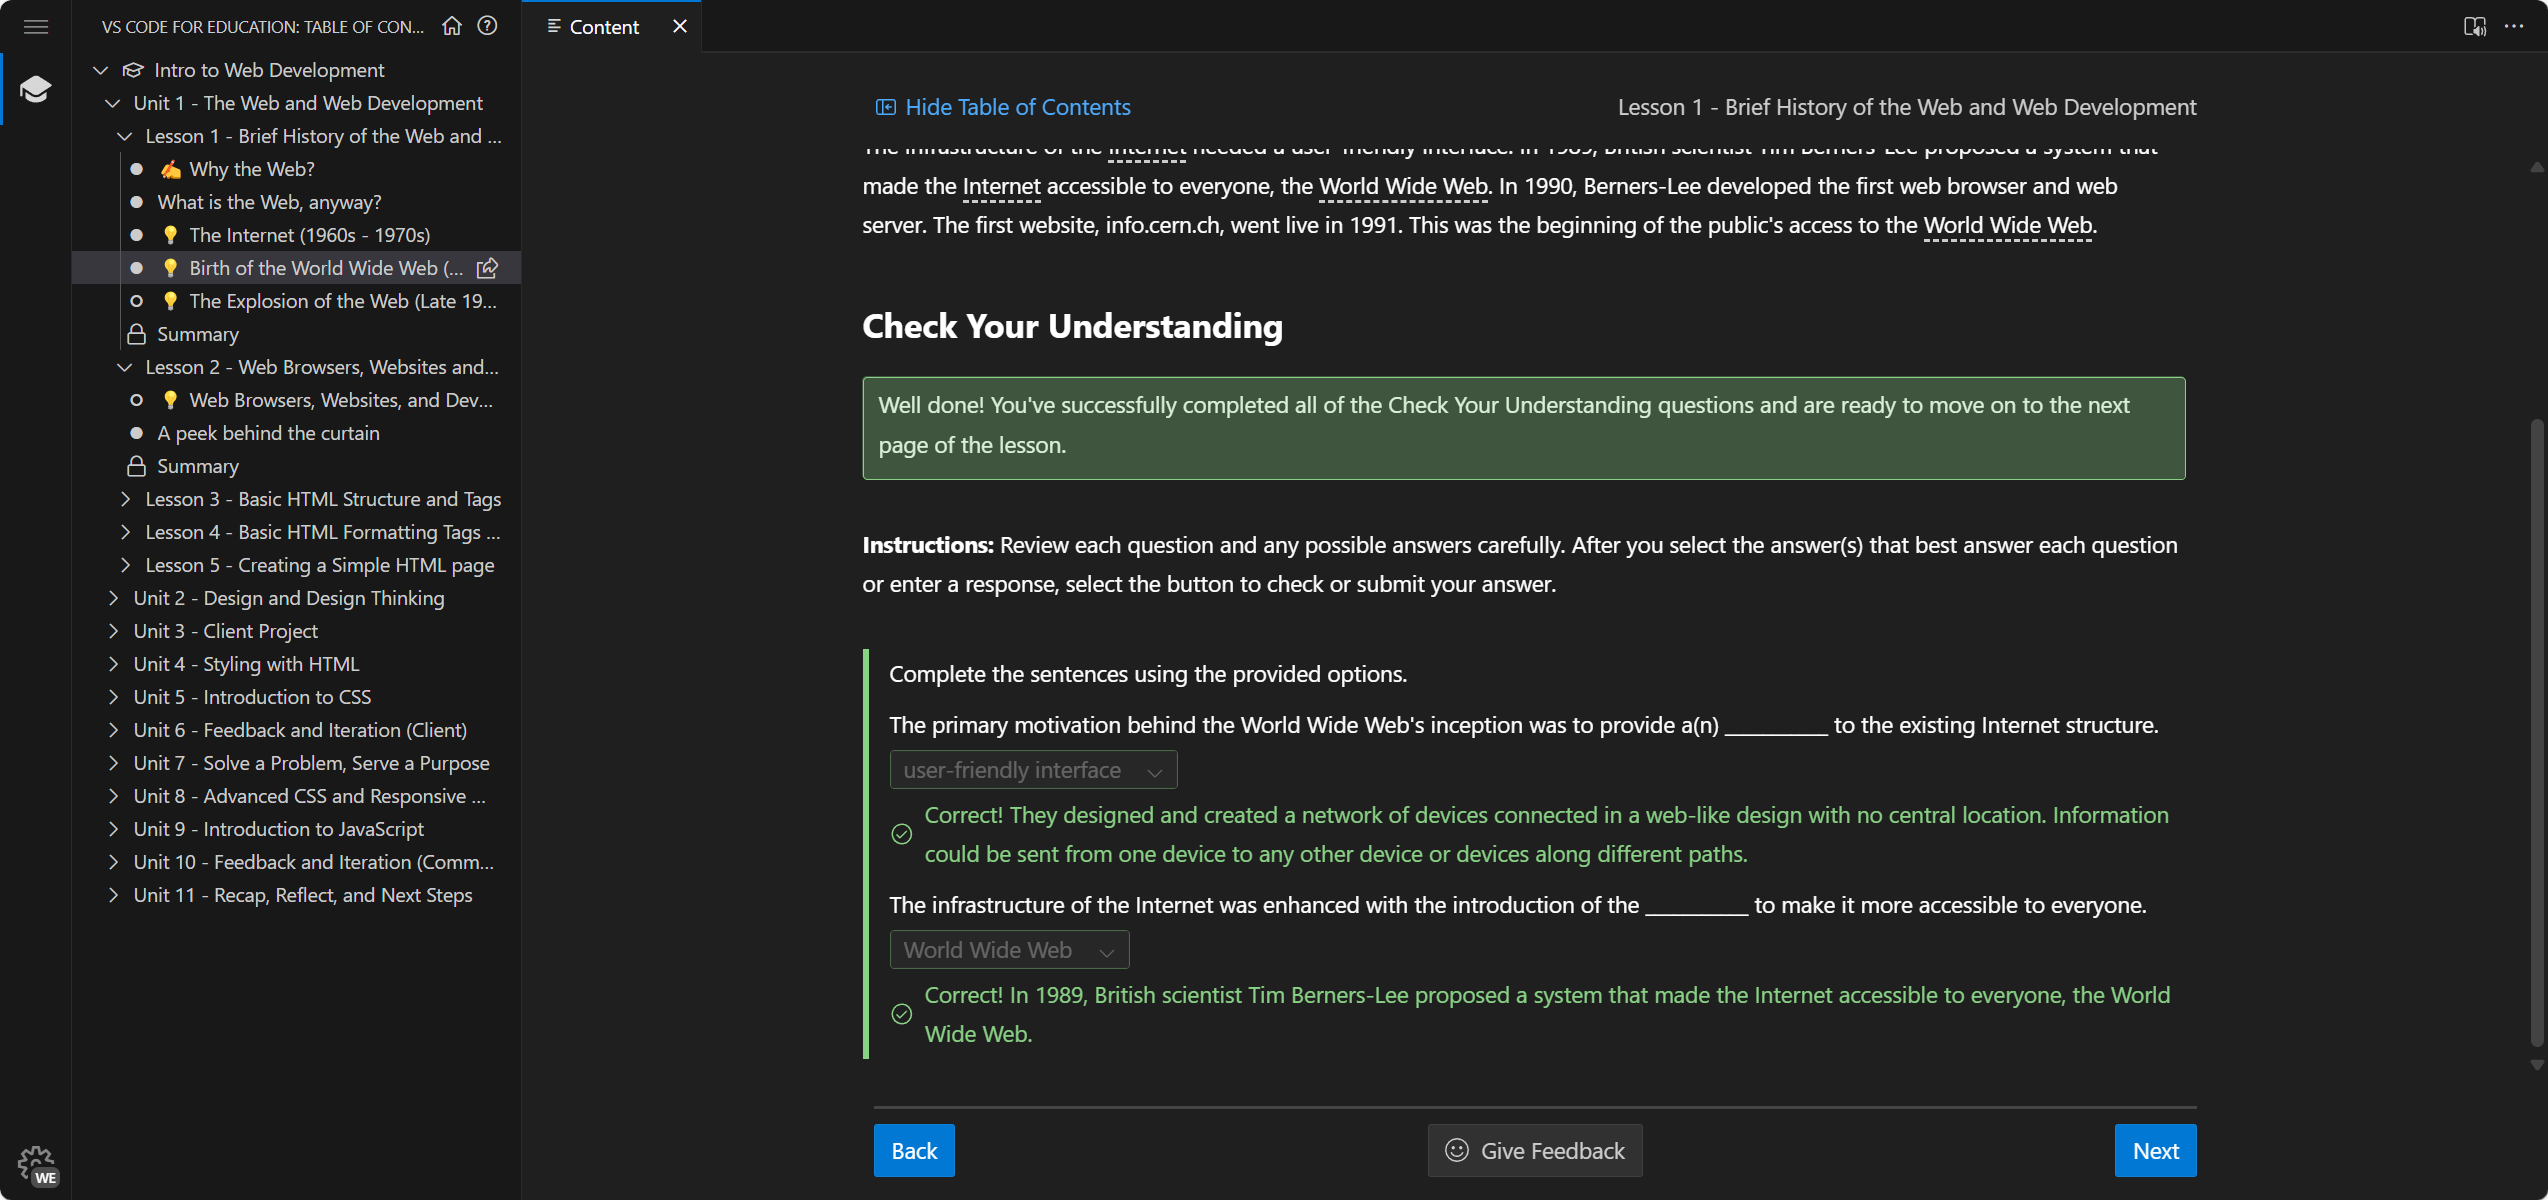 VS CODE FOR EDUCATION: TABLE OF CON...
Intro to Web Development
Unit 1 - The Web and Web Development
Lesson 1 - Brief History of the Web and ...
Why the Web?
What is the Web, anyway?
The Internet (1960s - 1970s)
Birth of the World Wide Web (...
The Explosion of the Web (Late 19...
Summary
Lesson 2 - Web Browsers, Websites and...
Web Browsers, Websites, and Dev...
A peek behind the curtain
Summary
Lesson 3 - Basic HTML Structure and Tags
Lesson 4 - Basic HTML Formatting Tags ...
Lesson 5 - Creating a Simple HTML page
Unit 2 - Design and Design Thinking
Unit 3 - Client Project
Unit 4 - Styling with HTML
Unit 5 - Introduction to CSS
Unit 6 - Feedback and Iteration (Client)
Unit 7 - Solve a Problem, Serve a Purpose
Unit 8 - Advanced CSS and Responsive ...
Unit 9 - Introduction to JavaScript
Unit 10 - Feedback and Iteration (Comm...
Unit 11 - Recap, Reflect, and Next Steps
WE
Content
Hide Table of Contents
Lesson 1 - Brief History of the Web and Web Development
The infrastructure of the Internet needed a user-friendly interface. In 1989, British scientist Tim Berners-Lee proposed a system that
made the Internet accessible to everyone, the World Wide Web. In 1990, Berners-Lee developed the first web browser and web
server. The first website, info.cern.ch, went live in 1991. This was the beginning of the public's access to the World Wide Web.
Check Your Understanding
Well done! You've successfully completed all of the Check Your Understanding questions and are ready to move on to the next
page of the lesson.
Instructions: Review each question and any possible answers carefully. After you select the answer(s) that best answer each question
or enter a response, select the button to check or submit your answer.
Complete the sentences using the provided options.
The primary motivation behind the World Wide Web's inception was to provide a(n) _________ to the existing Internet structure.
user-friendly interface
Correct! They designed and created a network of devices connected in a web-like design with no central location. Information
could be sent from one device to any other device or devices along different paths.
The infrastructure of the Internet was enhanced with the introduction of the _________ to make it more accessible to everyone.
World Wide Web
Correct! In 1989, British scientist Tim Berners-Lee proposed a system that made the Internet accessible to everyone, the World
Wide Web.
Back
Give Feedback
Next